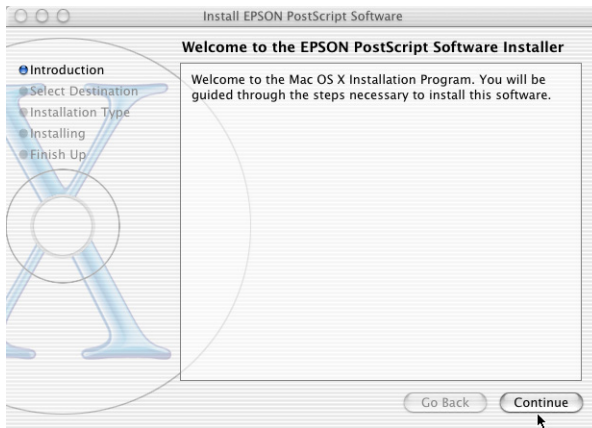 Install EPSON PostScript Software
Welcome to the EPSON PostScript Software Installer
Introduction
Select Destination
Installation Type
Installing
Finish Up
Welcome to the Mac OS X Installation Program. You will be
guided through the steps necessary to install this software.
Go Back
Continue